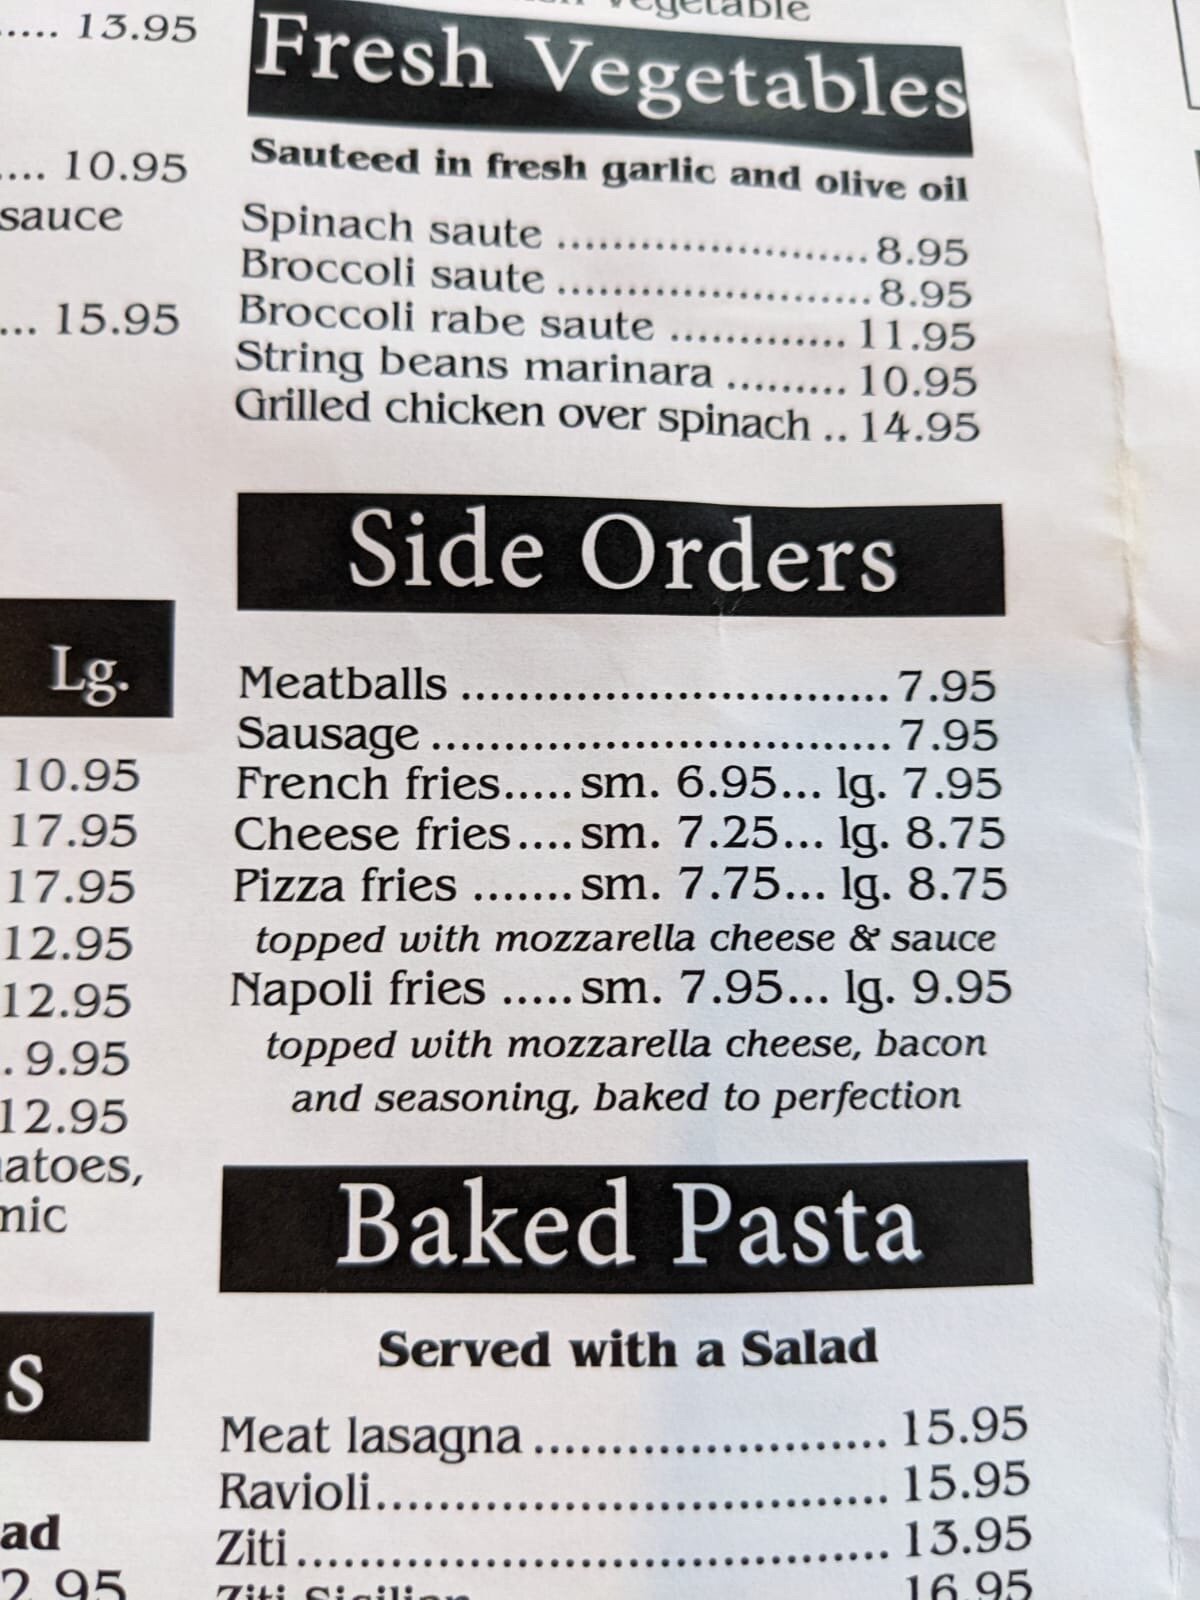 ..... 13.95
.... 10.95
sauce
... 15.95
Lg.
10.95
17.95
17.95
12.95
12.95
. 9.95
12.95
vegetable
Fresh Vegetables
Sauteed in fresh garlic and olive oil
Spinach saute ....................... 8.95
Broccoli saute ....................... 8.95
Broccoli rabe saute ............. 11.95
String beans marinara ......... 10.95
Grilled chicken over spinach .. 14.95
Side Orders
Meatballs .............................. 7.95
Sausage ................................ 7.95
French fries..... sm. 6.95... lg. 7.95
Cheese fries.... sm. 7.25... lg. 8.75
Pizza fries ....... sm. 7.75... lg. 8.75
topped with mozzarella cheese & sauce
Napoli fries ..... sm. 7.95... lg. 9.95
topped with mozzarella cheese, bacon
and seasoning, baked to perfection
Baked Pasta
Served with a Salad
Meat lasagna ........................ 15.95
Ravioli................................... 15.95
Ziti ........................................ 13.95
Ziti Sicilian 16.95